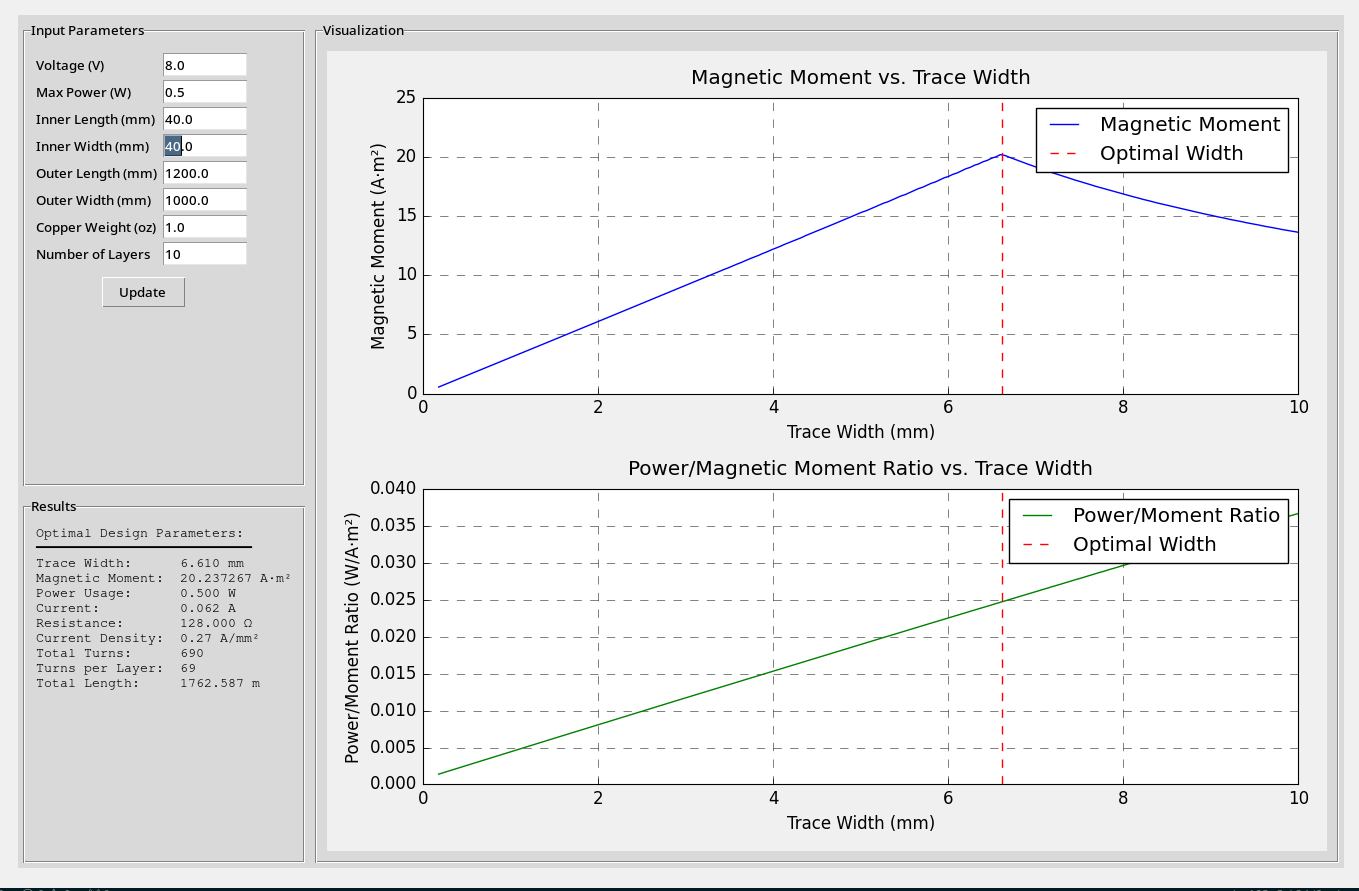 Input Parameters
Voltage (V) 8.0
Max Power (W) 0.5
Inner Length (mm) 40.0
Inner Width (mm) 40.0
Outer Length (mm) 1200.0
Outer Width (mm) 1000.0
Copper Weight (oz) 1.0
Number of Layers 10
Update
Results
Optimal Design Parameters:
Trace Width: 6.610 mm
Magnetic Moment: 20.237267 A·m²
Power Usage: 0.500 W
Current: 0.062 A
Resistance: 128.000 Ω
Current Density: 0.27 A/mm²
Total Turns: 690
Turns per Layer: 69
Total Length: 1762.587 m
Visualization
Magnetic Moment vs. Trace Width
Magnetic Moment (A·m²)
25
20
15
10
5
0
0 2 4 6 8 10
Trace Width (mm)
Magnetic Moment
Optimal Width
Power/Magnetic Moment Ratio vs. Trace Width
Power/Moment Ratio (W/A·m²)
0.040
0.035
0.030
0.025
0.020
0.015
0.010
0.005
0.000
0 2 4 6 8 10
Trace Width (mm)
Power/Moment Ratio
Optimal Width